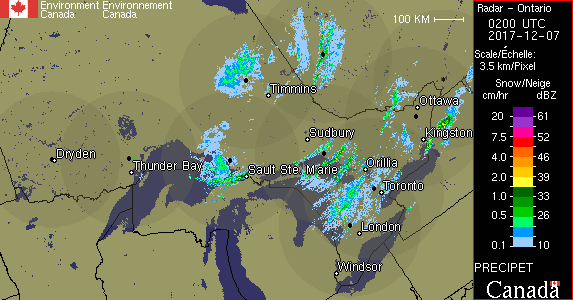 Environment Environnement
Canada Canada
100 KM
Radar - Ontario
0200 UTC
2017-12-07
Scale/Échelle:
3.5 km/Pixel
Snow/Neige
cm/hr dBZ
20 61
7.5 52
4.0 46
2.0 39
1.0 33
0.5 26
0.1 10
PRECIPET
Canada
Timmins
Ottawa
Sudbury
Kingston
Dryden
Thunder Bay
Sault Ste. Marie
Orillia
Toronto
London
Windsor